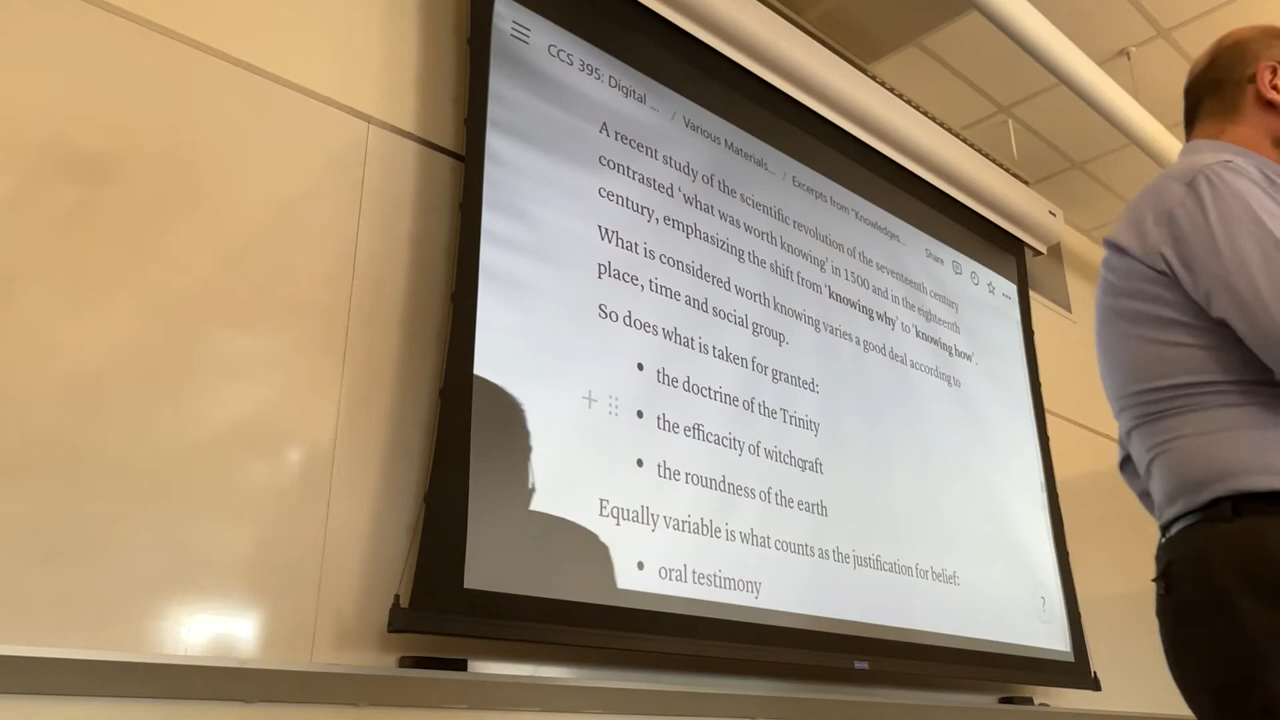 CCS 395: Digital ... / Various Materials... / Excerpts from "Knowledges...
Share
A recent study of the scientific revolution of the seventeenth century
contrasted ‘what was worth knowing’ in 1500 and in the eighteenth
century, emphasizing the shift from ‘knowing why’ to ‘knowing how’.
What is considered worth knowing varies a good deal according to
place, time and social group.
So does what is taken for granted:
• the doctrine of the Trinity
• the efficacity of witchcraft
• the roundness of the earth
Equally variable is what counts as the justification for belief:
• oral testimony
?